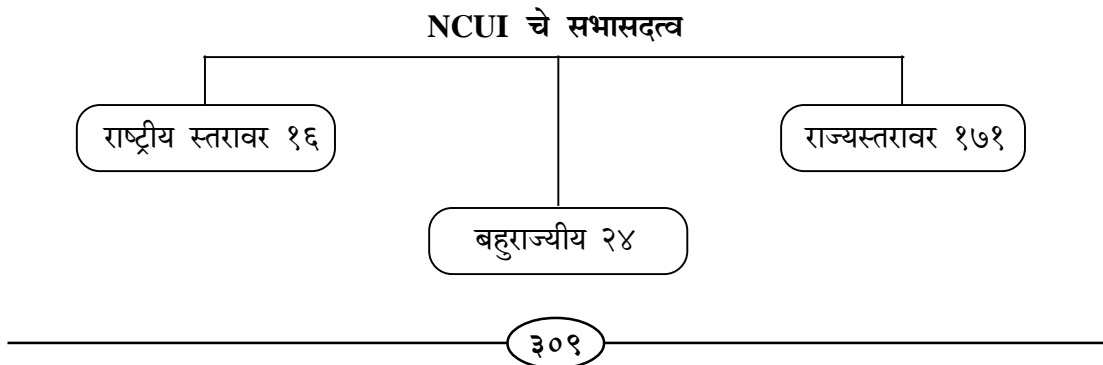 NCUI चे सभासदत्व
राष्ट्रीय स्तरावर १६
राज्यस्तरावर १७१
बहुराज्यीय २४
३०९